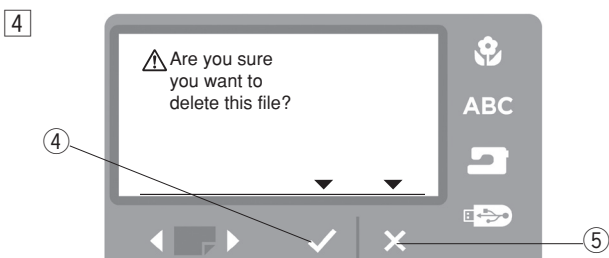 4
⚠ Are you sure
you want to
delete this file?
ABC
④
⑤